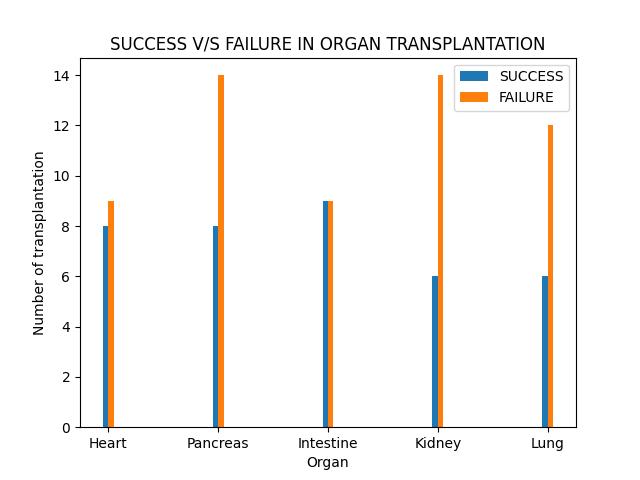 SUCCESS V/S FAILURE IN ORGAN TRANSPLANTATION
SUCCESS
FAILURE
14
12
10
8
6
4
2
0
Number of transplantation
Heart Pancreas Intestine Kidney Lung
Organ